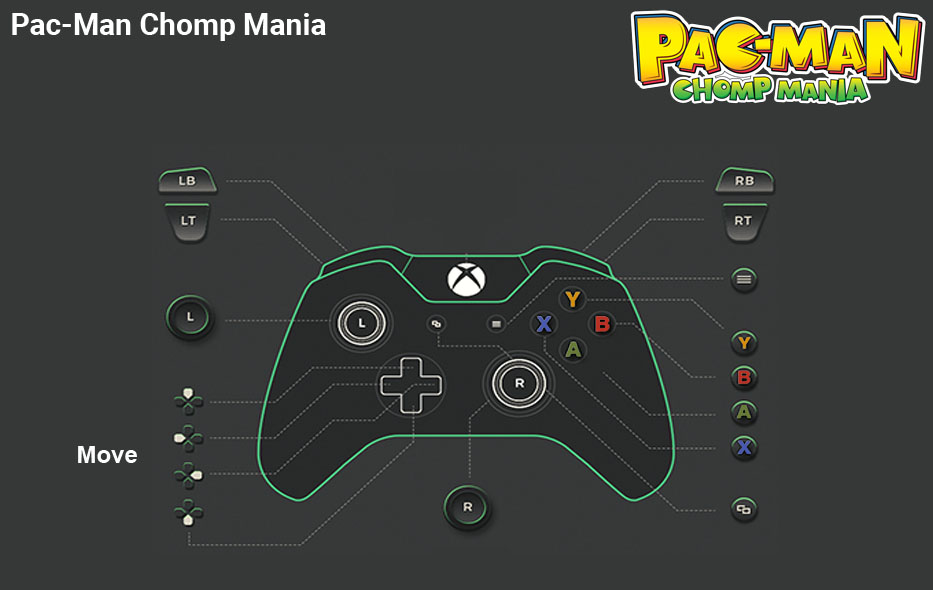 Pac-Man Chomp Mania
PAC-MAN
CHOMP MANIA
LB
RB
LT
RT
Y
L
L
X
B
Y
A
R
B
A
X
Move
R